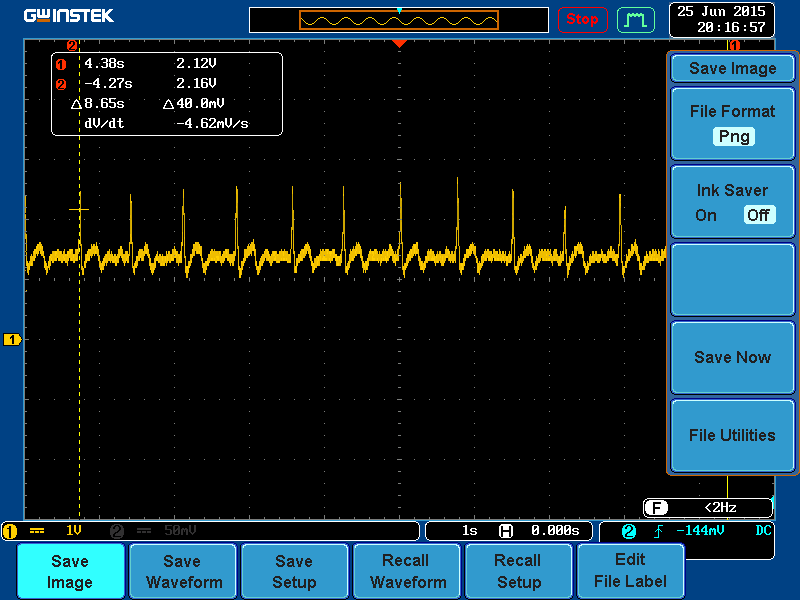 GWINSTEK
Stop
25 Jun 2015
20:16:57
2
1
1 4.38s 2.12V
2 -4.27s 2.16V
△8.65s △40.0mV
dV/dt -4.62mV/s
Save Image
File Format
Png
Ink Saver
On Off
1
Save Now
File Utilities
F <2Hz
1 1V 2 50mV
1s H 0.000s
2 -144mV DC
Save Image
Save Waveform
Save Setup
Recall Waveform
Recall Setup
Edit File Label